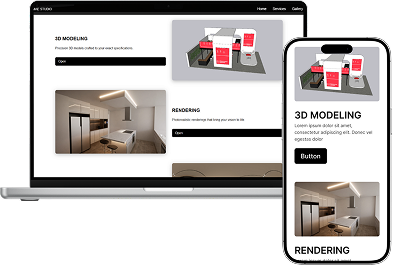 Home Services Gallery
3D MODELING
Precision 3D models crafted to your exact specifications.
Open
RENDERING
Photorealistic renderings that bring your vision to life
Open
3D MODELING
Lorem ipsum dolor sit amet,
consectetur adipiscing elit. Donec vel
egestas dolor
Button
RENDERING